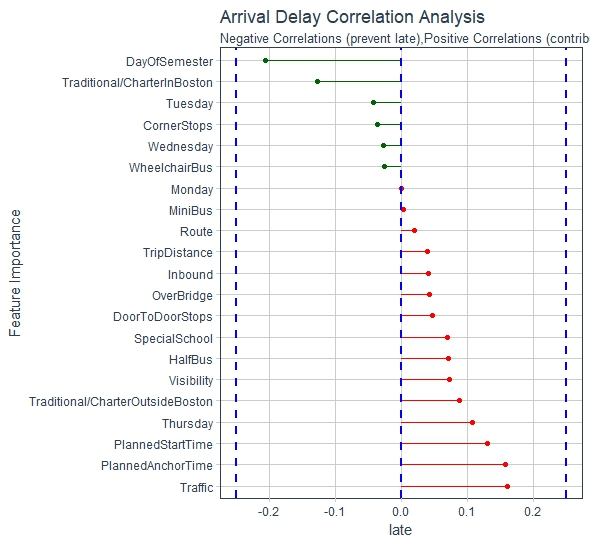 Arrival Delay Correlation Analysis
Negative Correlations (prevent late),Positive Correlations (contrib
Feature Importance
DayOfSemester
Traditional/CharterInBoston
Tuesday
CornerStops
Wednesday
WheelchairBus
Monday
MiniBus
Route
TripDistance
Inbound
OverBridge
DoorToDoorStops
SpecialSchool
HalfBus
Visibility
Traditional/CharterOutsideBoston
Thursday
PlannedStartTime
PlannedAnchorTime
Traffic
-0.2 -0.1 0.0 0.1 0.2
late